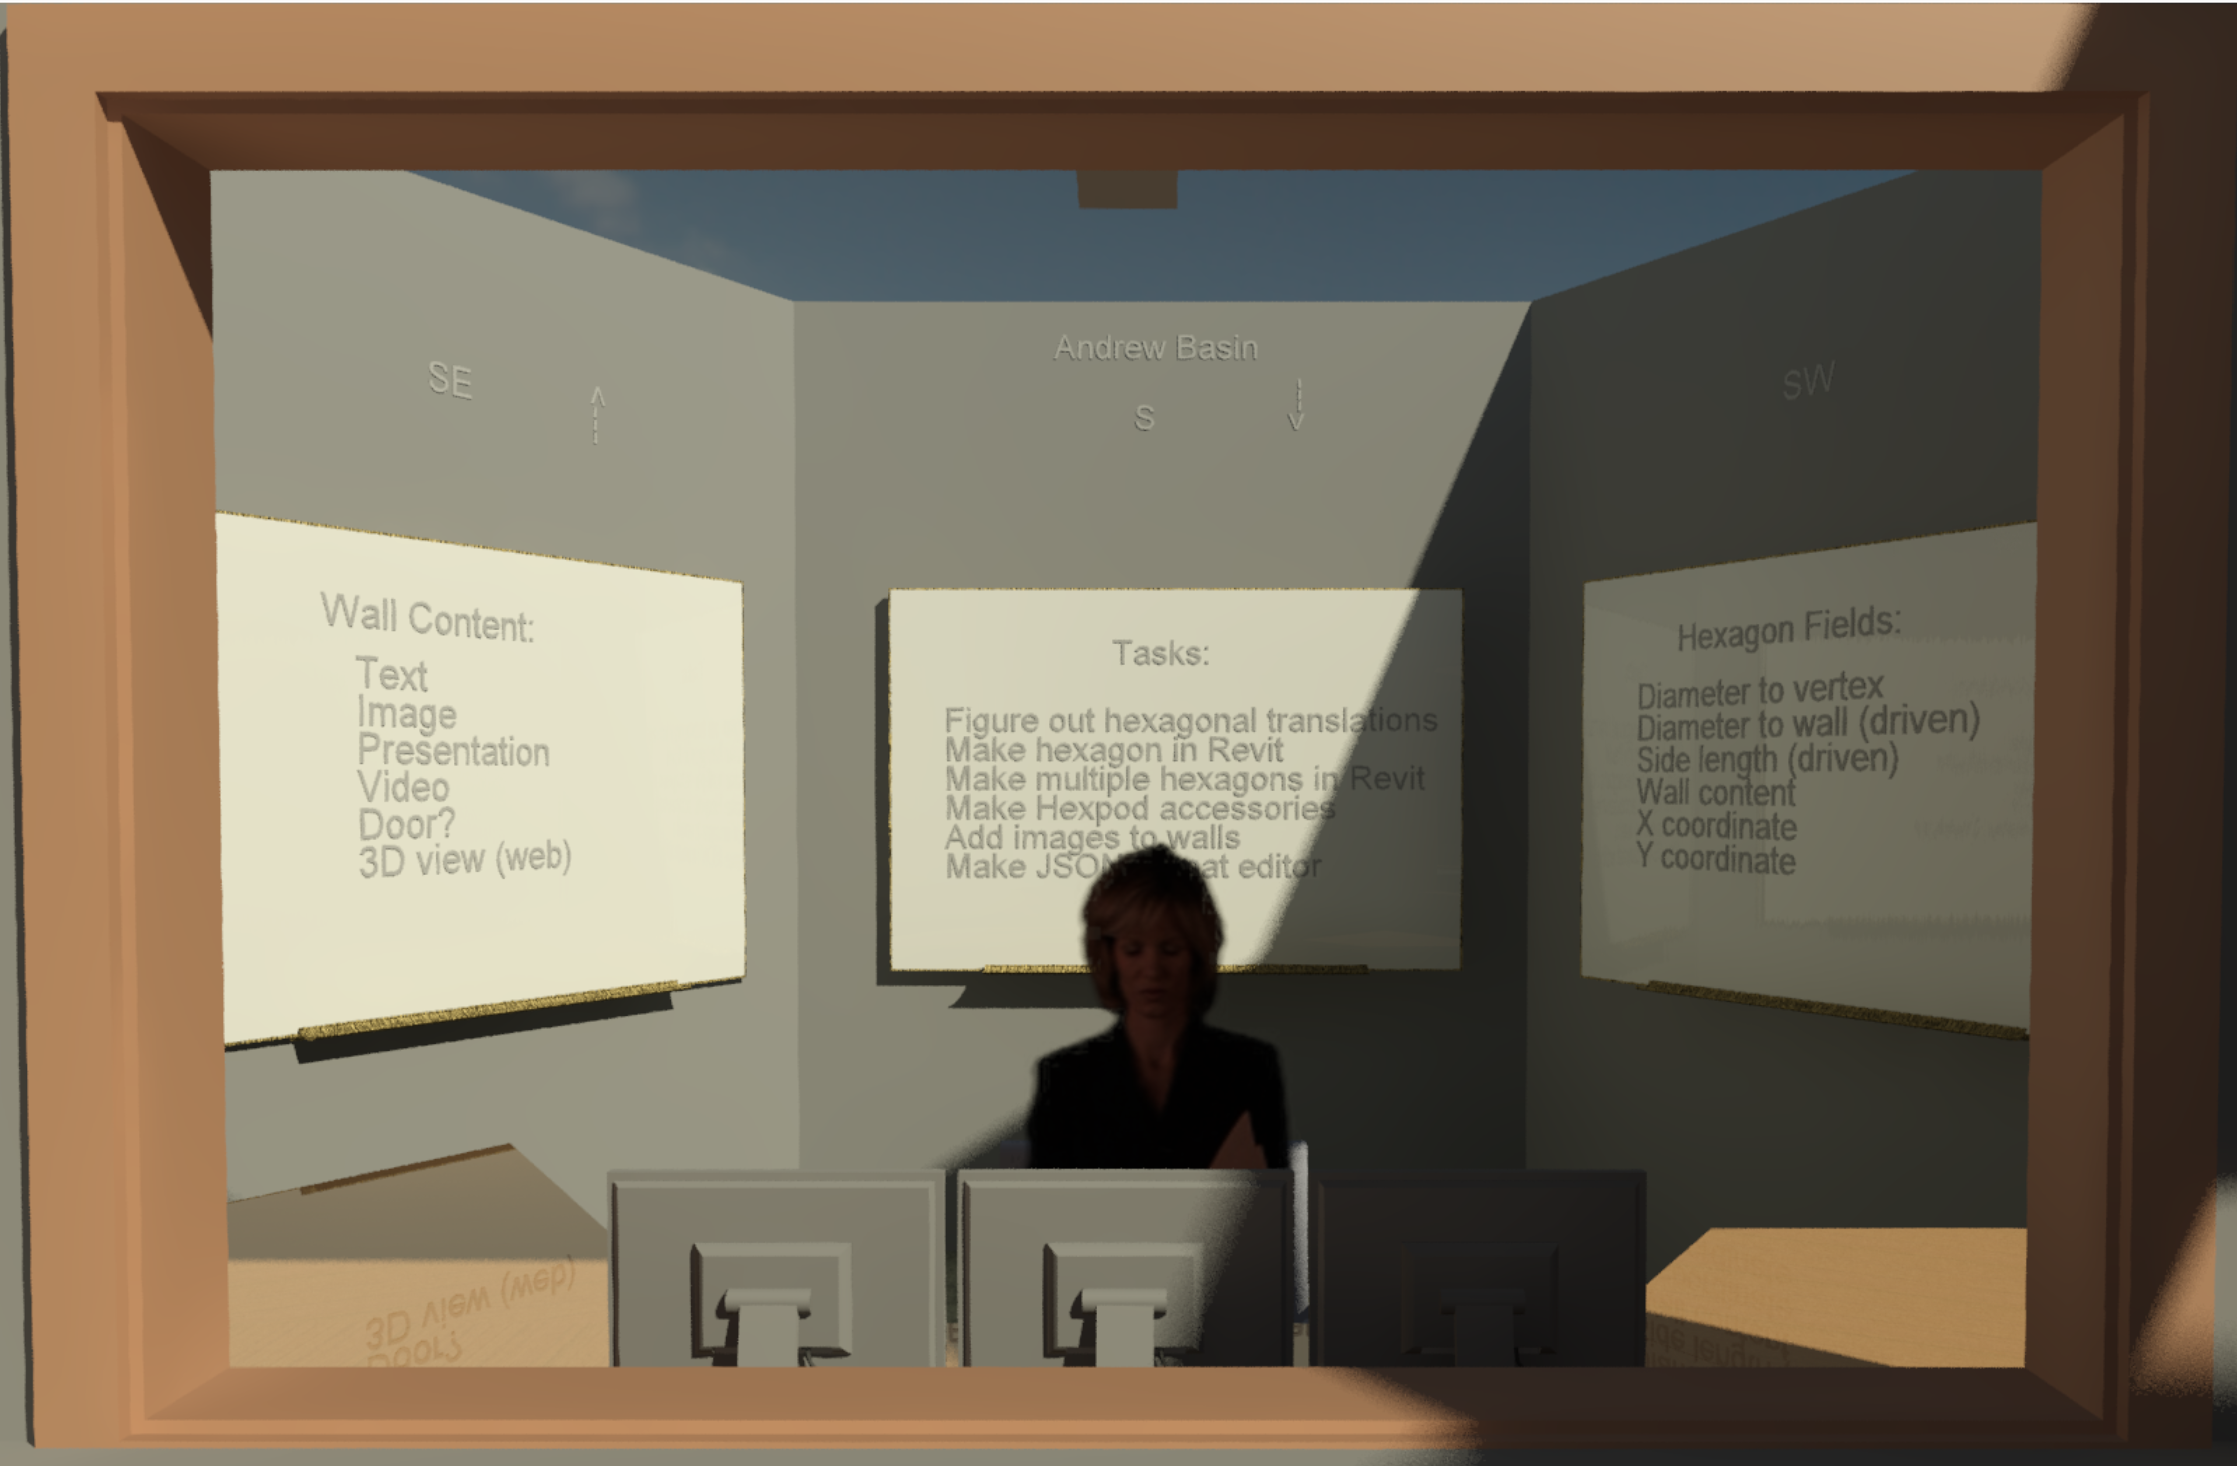 Andrew Basin
SE
S
SW
Wall Content:
Text
Image
Presentation
Video
Door?
3D view (web)
Tasks:
Figure out hexagonal translations
Make hexagon in Revit
Make multiple hexagons in Revit
Make Hexpod accessories
Add images to walls
Make JSON editor
Hexagon Fields:
Diameter to vertex
Diameter to wall (driven)
Side length (driven)
Wall content
X coordinate
Y coordinate
3D view (web)
Door?